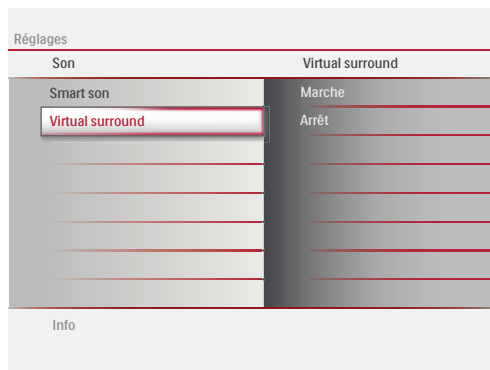 Réglages
Son
Virtual surround
Smart son
Marche
Virtual surround
Arrêt
Info